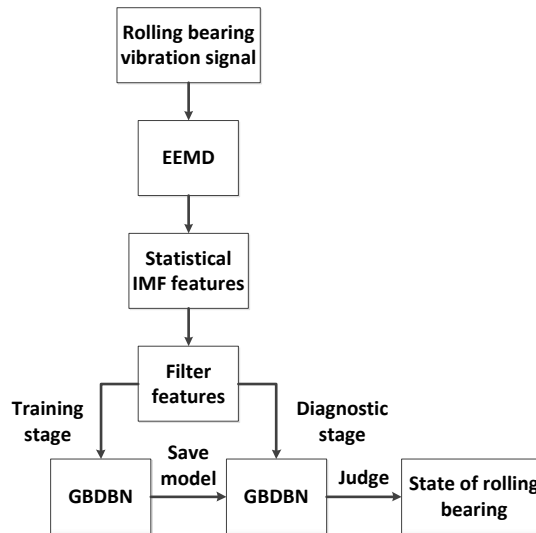 Rolling bearing
vibration signal
EEMD
Statistical
IMF features
Filter
features
Training
stage
Diagnostic
stage
Save
model
Judge
GBDBN
GBDBN
State of rolling
bearing